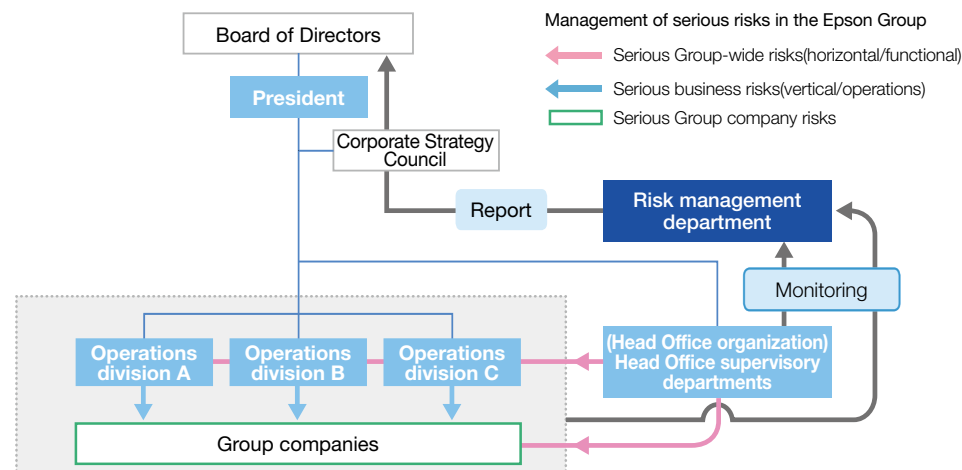 Management of serious risks in the Epson Group
Serious Group-wide risks(horizontal/functional)
Serious business risks(vertical/operations)
Serious Group company risks
Board of Directors
President
Corporate Strategy
Council
Report
Risk management
department
Monitoring
Operations
division A
Operations
division B
Operations
division C
(Head Office organization)
Head Office supervisory
departments
Group companies